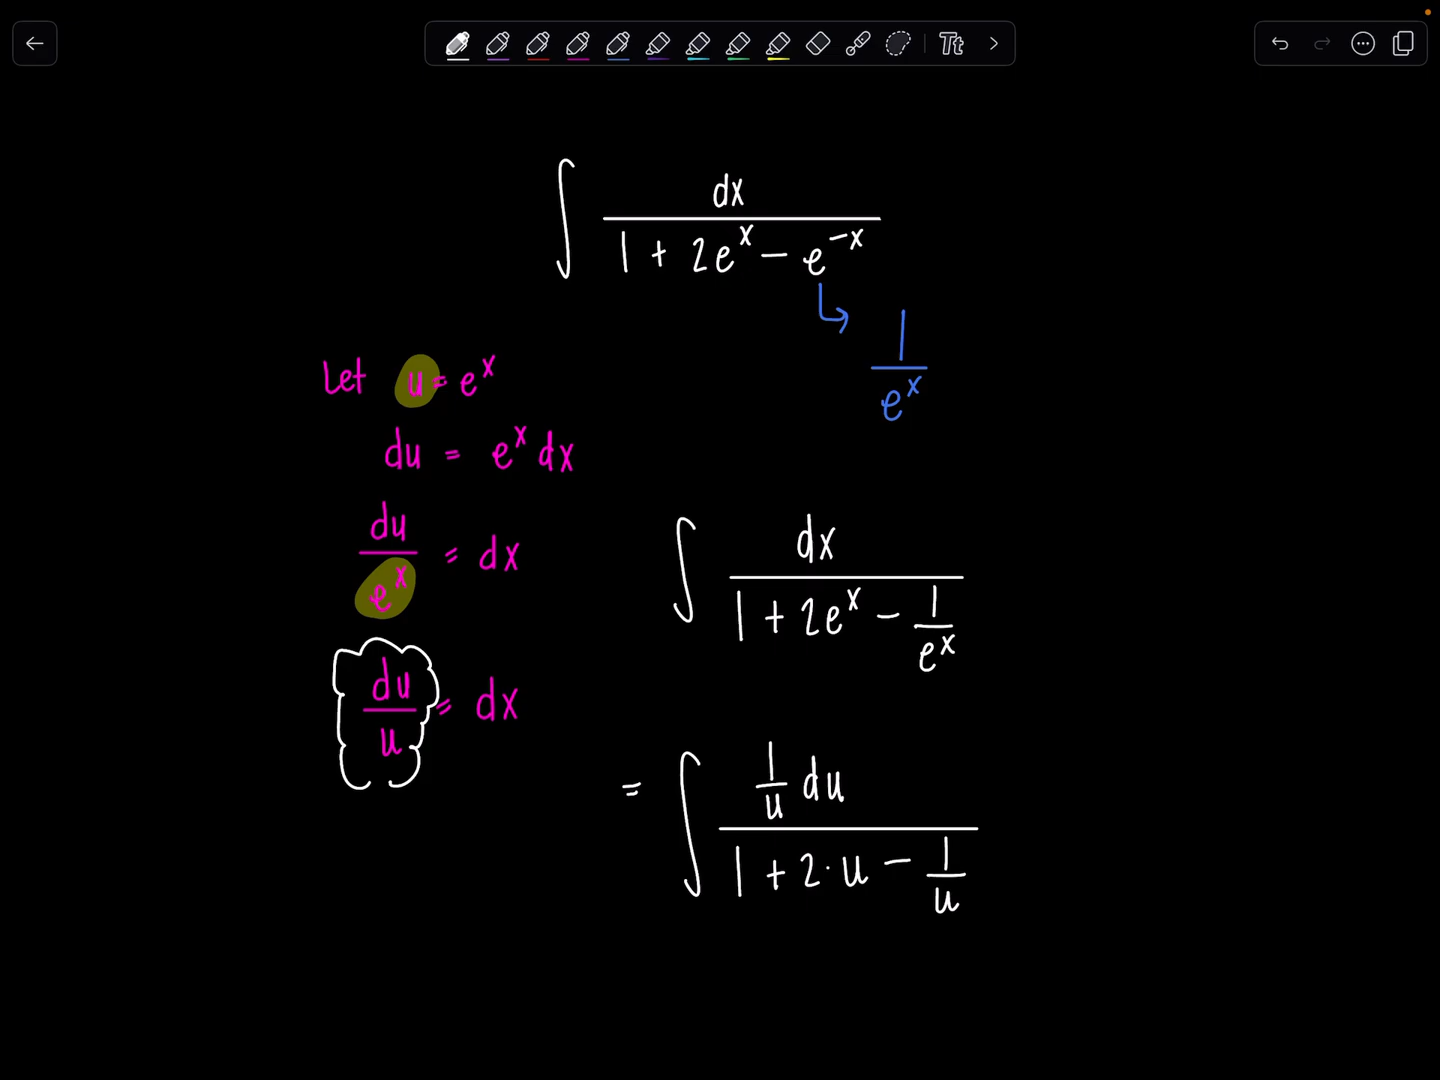 Tt
∫ dx / (1 + 2e^x − e^(−x))
↳ 1/e^x
Let u = e^x
du = e^x dx
du/e^x = dx
du/u = dx
∫ dx / (1 + 2e^x − 1/e^x)
= ∫ (1/u du) / (1 + 2·u − 1/u)